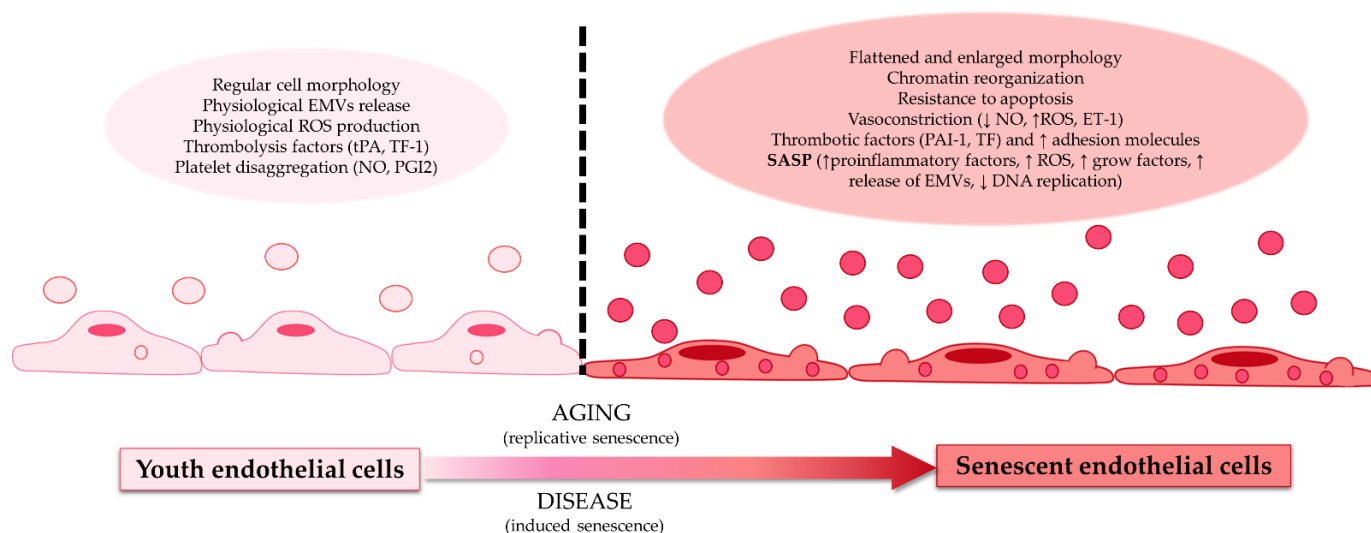 Regular cell morphology
Physiological EMVs release
Physiological ROS production
Thrombolysis factors (tPA, TF-1)
Platelet disaggregation (NO, PGI2)
Flattened and enlarged morphology
Chromatin reorganization
Resistance to apoptosis
Vasoconstriction (↓ NO, ↑ROS, ET-1)
Thrombotic factors (PAI-1, TF) and ↑ adhesion molecules
SASP (↑proinflammatory factors, ↑ ROS, ↑ grow factors, ↑
release of EMVs, ↓ DNA replication)
AGING
(replicative senescence)
Youth endothelial cells
Senescent endothelial cells
DISEASE
(induced senescence)